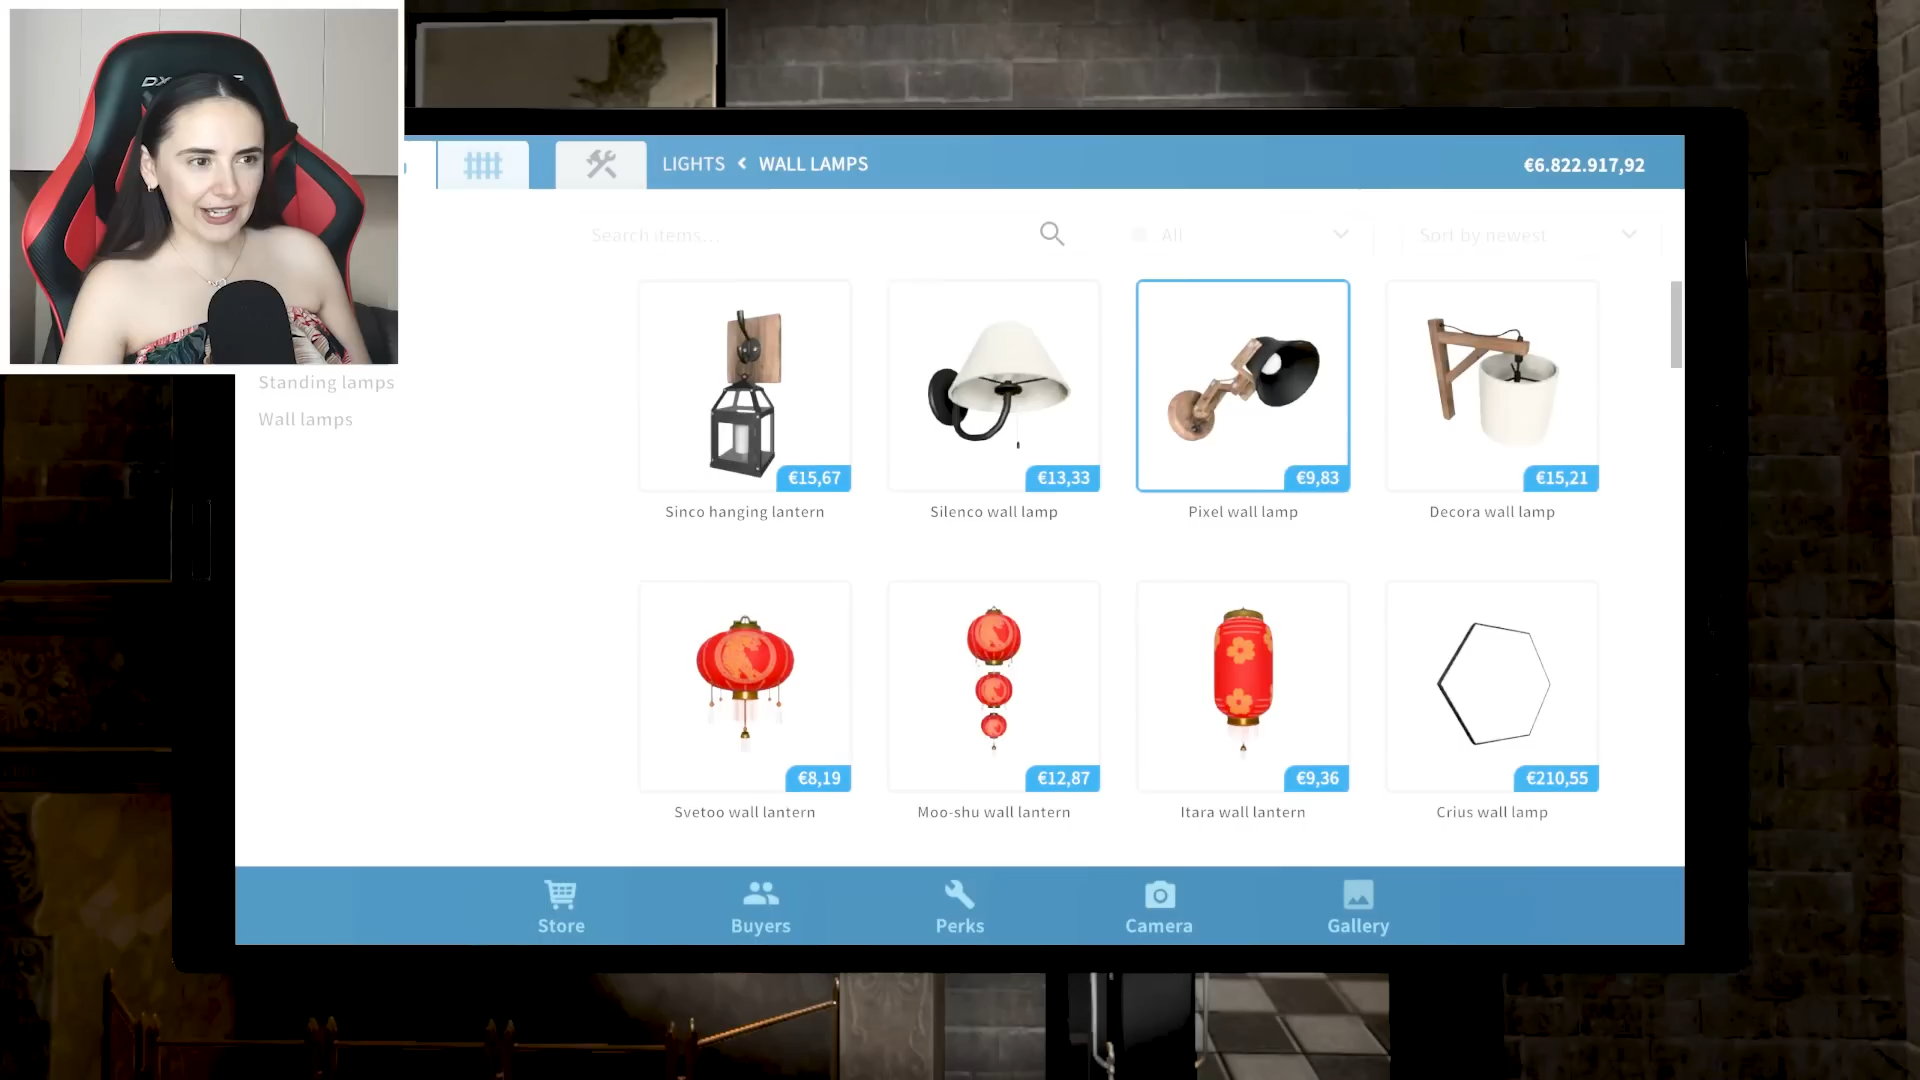 LIGHTS < WALL LAMPS
€6.822.917,92
Search items...
All
Sort by newest
Standing lamps
Wall lamps
€15,67
€13,33
€9,83
€15,21
Sinco hanging lantern
Silenco wall lamp
Pixel wall lamp
Decora wall lamp
€8,19
€12,87
€9,36
€210,55
Svetoo wall lantern
Moo-shu wall lantern
Itara wall lantern
Crius wall lamp
Store
Buyers
Perks
Camera
Gallery